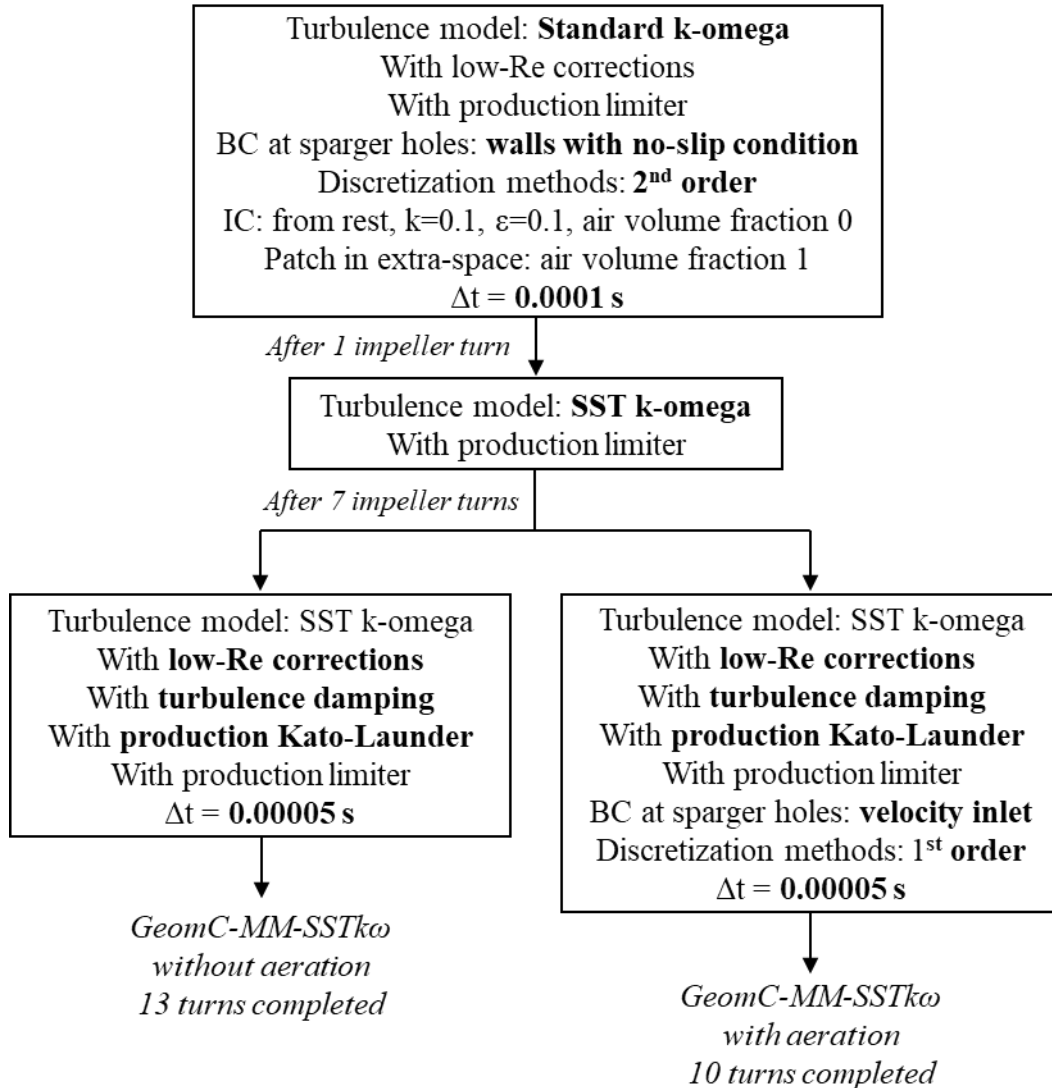 Turbulence model: Standard k-omega
With low-Re corrections
With production limiter
BC at sparger holes: walls with no-slip condition
Discretization methods: 2nd order
IC: from rest, k=0.1, ε=0.1, air volume fraction 0
Patch in extra-space: air volume fraction 1
Δt = 0.0001 s
After 1 impeller turn
Turbulence model: SST k-omega
With production limiter
After 7 impeller turns
Turbulence model: SST k-omega
With low-Re corrections
With turbulence damping
With production Kato-Launder
With production limiter
Δt = 0.00005 s
GeomC-MM-SSTkω
without aeration
13 turns completed
Turbulence model: SST k-omega
With low-Re corrections
With turbulence damping
With production Kato-Launder
With production limiter
BC at sparger holes: velocity inlet
Discretization methods: 1st order
Δt = 0.00005 s
GeomC-MM-SSTkω
with aeration
10 turns completed